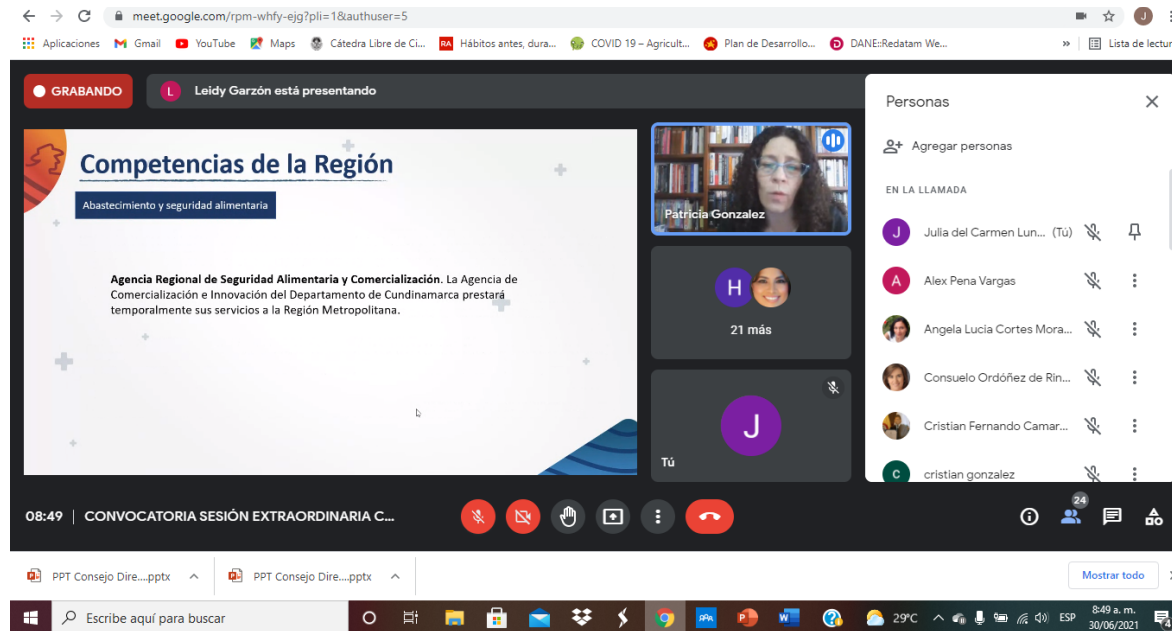 meet.google.com/rpm-whfy-ejg?pli=1&authuser=5
J
Aplicaciones
Gmail
YouTube
Maps
Cátedra Libre de Ci...
RA Hábitos antes, dura...
COVID 19 – Agricult...
Plan de Desarrollo...
DANE::Redatam We...
»
Lista de lectur
GRABANDO
L Leidy Garzón está presentando
Competencias de la Región
Abastecimiento y seguridad alimentaria
Agencia Regional de Seguridad Alimentaria y Comercialización. La Agencia de
Comercialización e Innovación del Departamento de Cundinamarca prestará
temporalmente sus servicios a la Región Metropolitana.
Patricia Gonzalez
H
21 más
J
Tú
Personas
Agregar personas
EN LA LLAMADA
J Julia del Carmen Lun... (Tú)
A Alex Pena Vargas
Angela Lucia Cortes Mora...
Consuelo Ordóñez de Rin...
Cristian Fernando Camar...
C cristian gonzalez
08:49 | CONVOCATORIA SESIÓN EXTRAORDINARIA C...
24
PPT Consejo Dire....pptx
PPT Consejo Dire....pptx
Mostrar todo
Escribe aquí para buscar
29°C
ESP
8:49 a. m.
30/06/2021